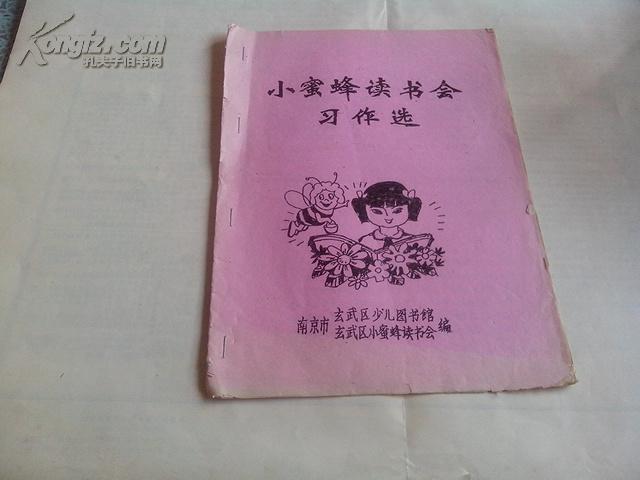 Kongfz.com
孔夫子旧书网
小蜜蜂读书会
习作选
南京市 玄武区少儿图书馆 编
玄武区小蜜蜂读书会